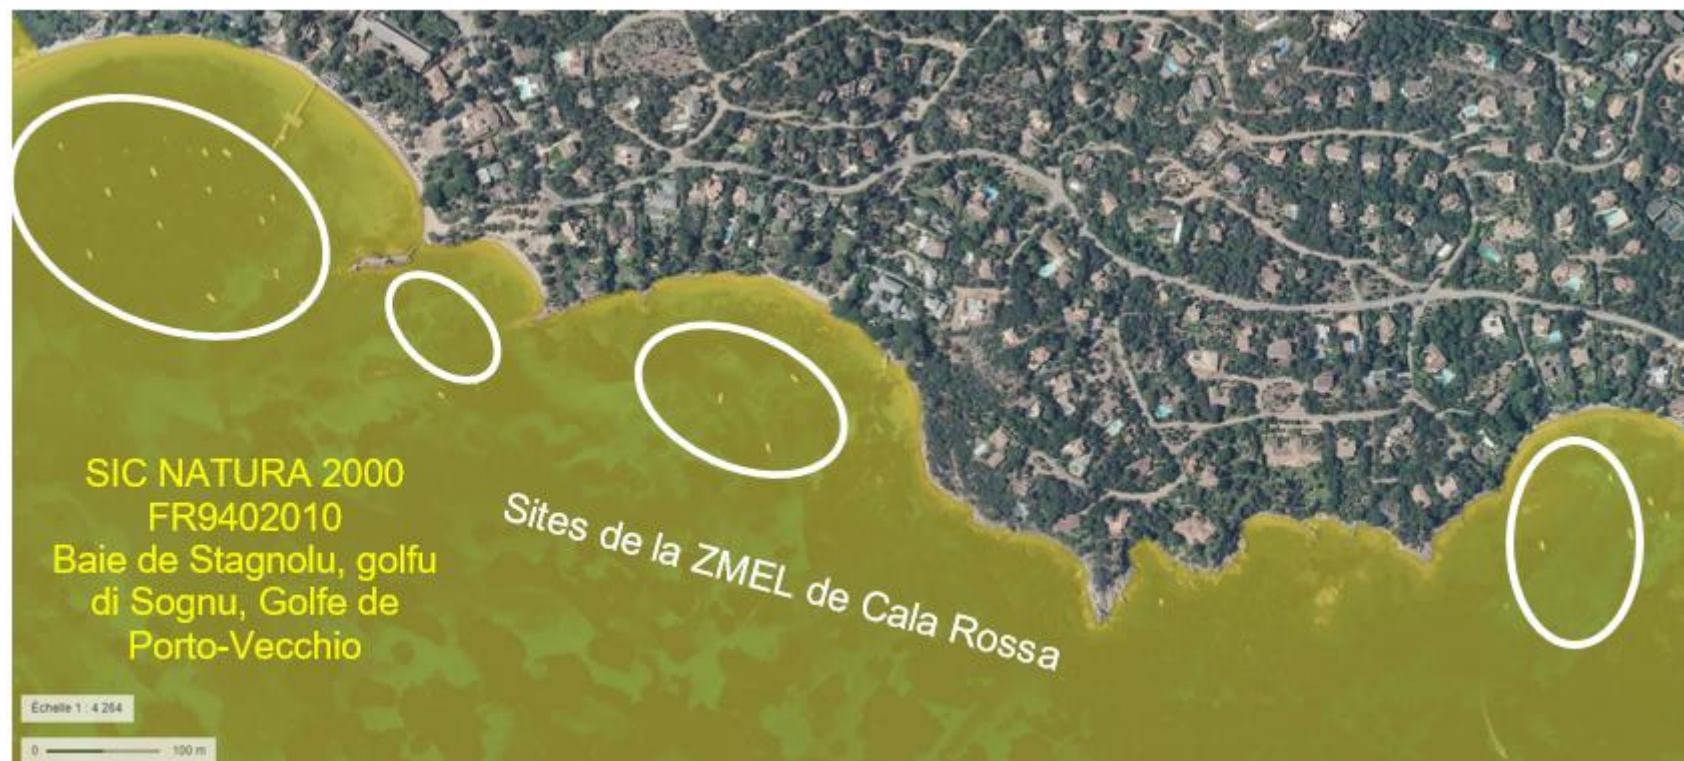 SIC NATURA 2000
FR9402010
Baie de Stagnolu, golfu
di Sognu, Golfe de
Porto-Vecchio
Sites de la ZMEL de Cala Rossa
Échelle 1 : 4 264
0 100 m